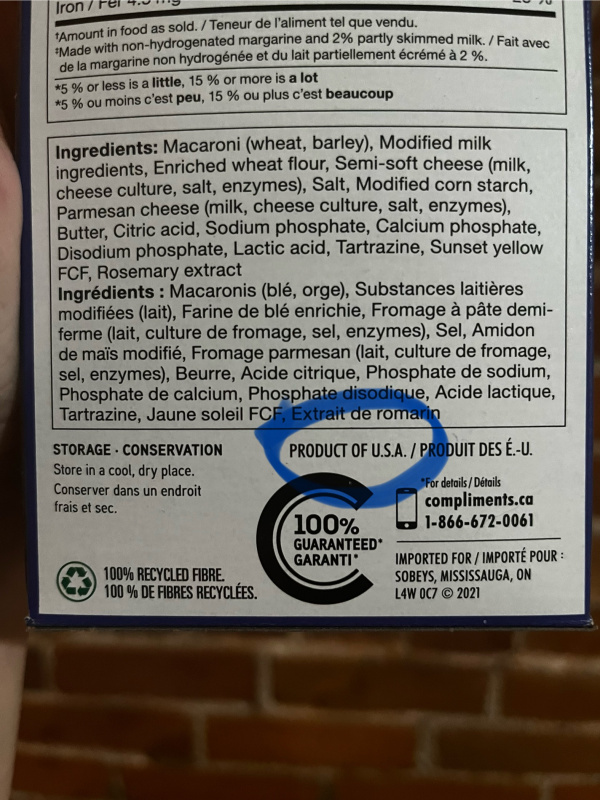 Iron / Fer 4.5 mg
†Amount in food as sold. / Teneur de l'aliment tel que vendu.
‡Made with non-hydrogenated margarine and 2% partly skimmed milk. / Fait avec
de la margarine non hydrogénée et du lait partiellement écrémé à 2 %.
*5 % or less is a little, 15 % or more is a lot
*5 % ou moins c'est peu, 15 % ou plus c'est beaucoup
Ingredients: Macaroni (wheat, barley), Modified milk
ingredients, Enriched wheat flour, Semi-soft cheese (milk,
cheese culture, salt, enzymes), Salt, Modified corn starch,
Parmesan cheese (milk, cheese culture, salt, enzymes),
Butter, Citric acid, Sodium phosphate, Calcium phosphate,
Disodium phosphate, Lactic acid, Tartrazine, Sunset yellow
FCF, Rosemary extract
Ingrédients : Macaronis (blé, orge), Substances laitières
modifiées (lait), Farine de blé enrichie, Fromage à pâte demi-
ferme (lait, culture de fromage, sel, enzymes), Sel, Amidon
de maïs modifié, Fromage parmesan (lait, culture de fromage,
sel, enzymes), Beurre, Acide citrique, Phosphate de sodium,
Phosphate de calcium, Phosphate disodique, Acide lactique,
Tartrazine, Jaune soleil FCF, Extrait de romarin
STORAGE · CONSERVATION
Store in a cool, dry place.
Conserver dans un endroit
frais et sec.
PRODUCT OF U.S.A. / PRODUIT DES É.-U.
*For details / Détails
compliments.ca
1-866-672-0061
100%
GUARANTEED*
GARANTI*
IMPORTED FOR / IMPORTÉ POUR :
SOBEYS, MISSISSAUGA, ON
L4W 0C7 © 2021
100% RECYCLED FIBRE.
100 % DE FIBRES RECYCLÉES.